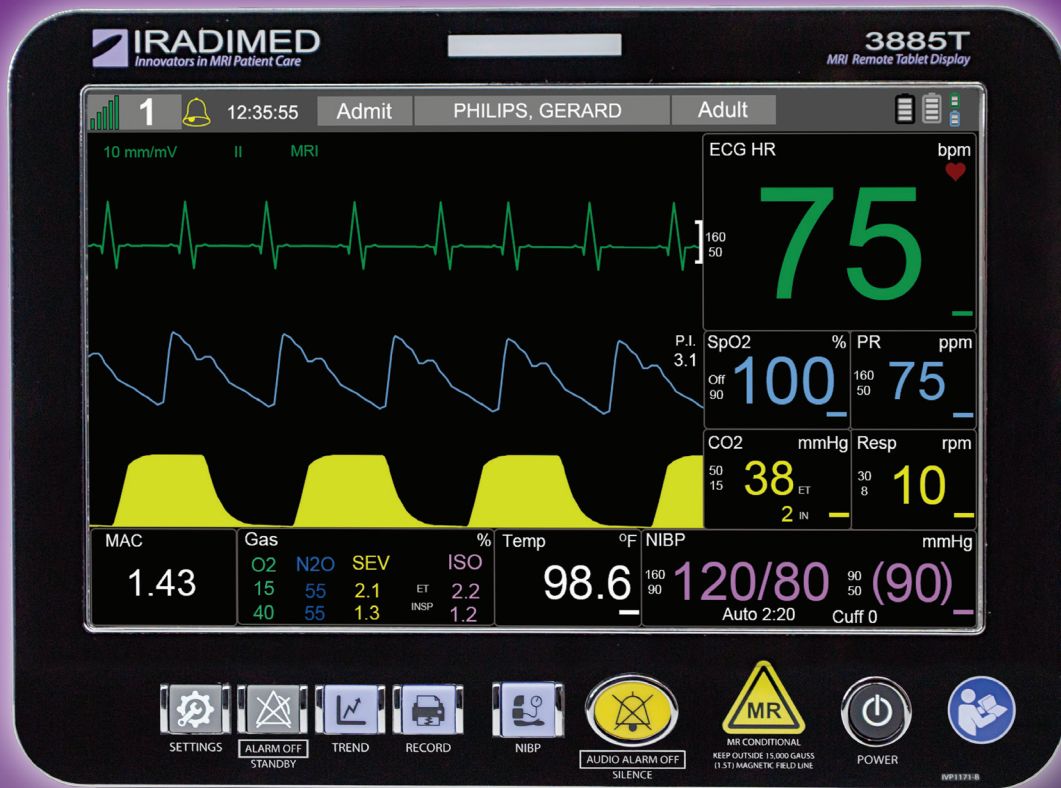 IRADIMED
Innovators in MRI Patient Care
3885T
MRI Remote Tablet Display
1 12:35:55 Admit PHILIPS, GERARD Adult
10 mm/mV II MRI
ECG HR bpm
160
50
75
P.I.
3.1
SpO2 %
Off
90
100
PR ppm
160
50
75
CO2 mmHg
50
15
38 ET
2 IN
Resp rpm
30
8
10
MAC
1.43
Gas %
O2 N2O SEV ISO
15 55 2.1 ET 2.2
40 55 1.3 INSP 1.2
Temp ºF
98.6
NIBP mmHg
160
90
120/80
90
50
(90)
Auto 2:20 Cuff 0
SETTINGS
ALARM OFF
STANDBY
TREND
RECORD
NIBP
AUDIO ALARM OFF
SILENCE
MR
MR CONDITIONAL
KEEP OUTSIDE 15,000 GAUSS
(1.5T) MAGNETIC FIELD LINE
POWER
IVP1171-B